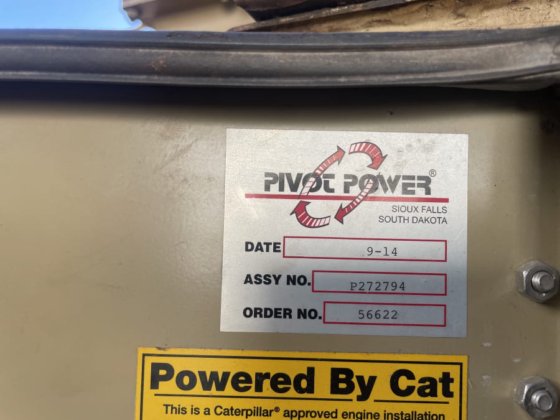 PIVOT POWER®
SIOUX FALLS
SOUTH DAKOTA
DATE 9-14
ASSY NO. P272794
ORDER NO. 56622
Powered By Cat
This is a Caterpillar® approved engine installation